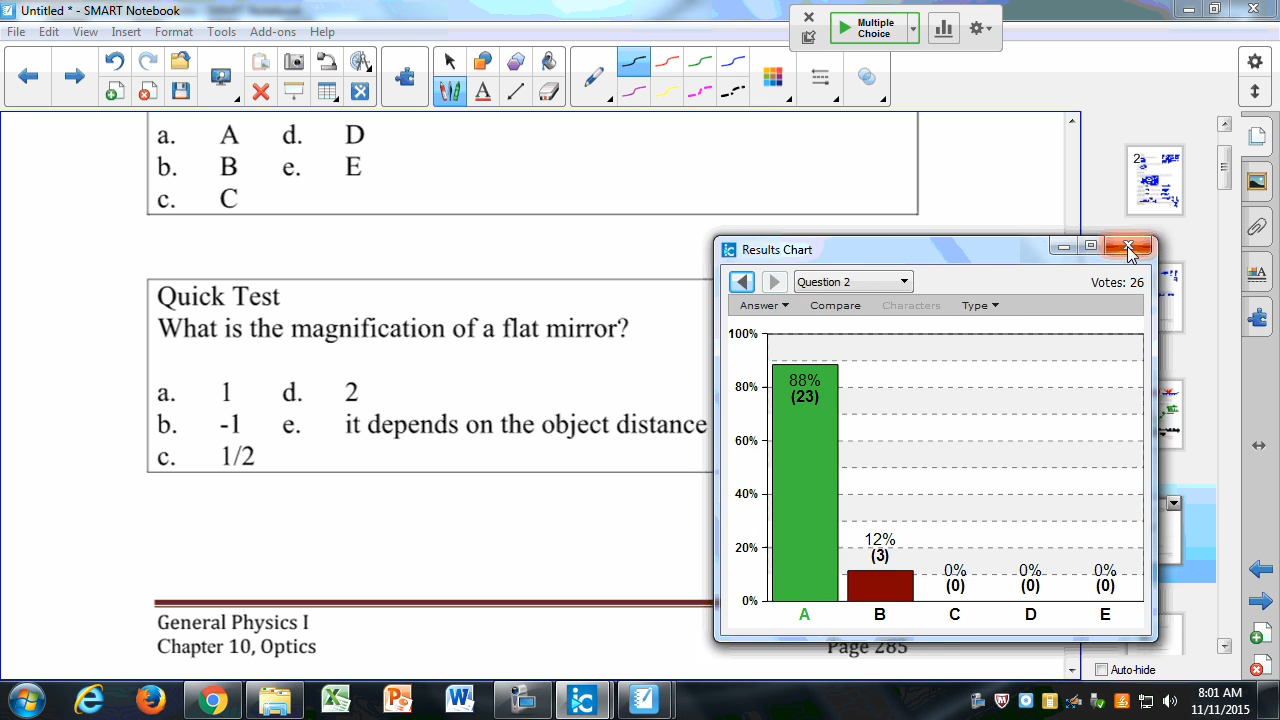 Untitled * - SMART Notebook
Multiple
Choice
File Edit View Insert Format Tools Add-ons Help
a. A d. D
b. B e. E
c. C
2
Quick Test
What is the magnification of a flat mirror?
a. 1 d. 2
b. -1 e. it depends on the object distance
c. 1/2
Results Chart
Question 2
Votes: 26
Answer Compare Characters Type
100%
80%
60%
40%
20%
0%
88%
(23)
12%
(3)
0%
(0)
0%
(0)
0%
(0)
A B C D E
General Physics I
Chapter 10, Optics
Page 285
Auto-hide
8:01 AM
11/11/2015